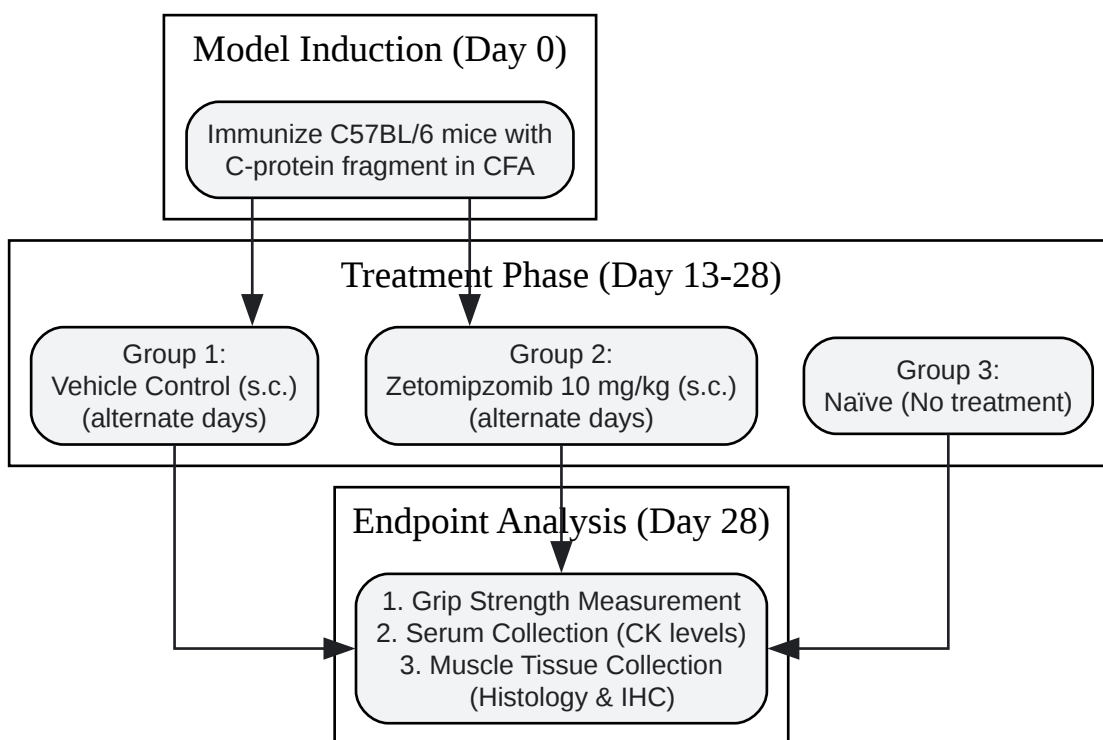 Model Induction (Day 0)
Immunize C57BL/6 mice with
C-protein fragment in CFA
Treatment Phase (Day 13-28)
Group 1:
Vehicle Control (s.c.)
(alternate days)
Group 2:
Zetomipzomib 10 mg/kg (s.c.)
(alternate days)
Group 3:
Naïve (No treatment)
Endpoint Analysis (Day 28)
1. Grip Strength Measurement
2. Serum Collection (CK levels)
3. Muscle Tissue Collection
(Histology & IHC)